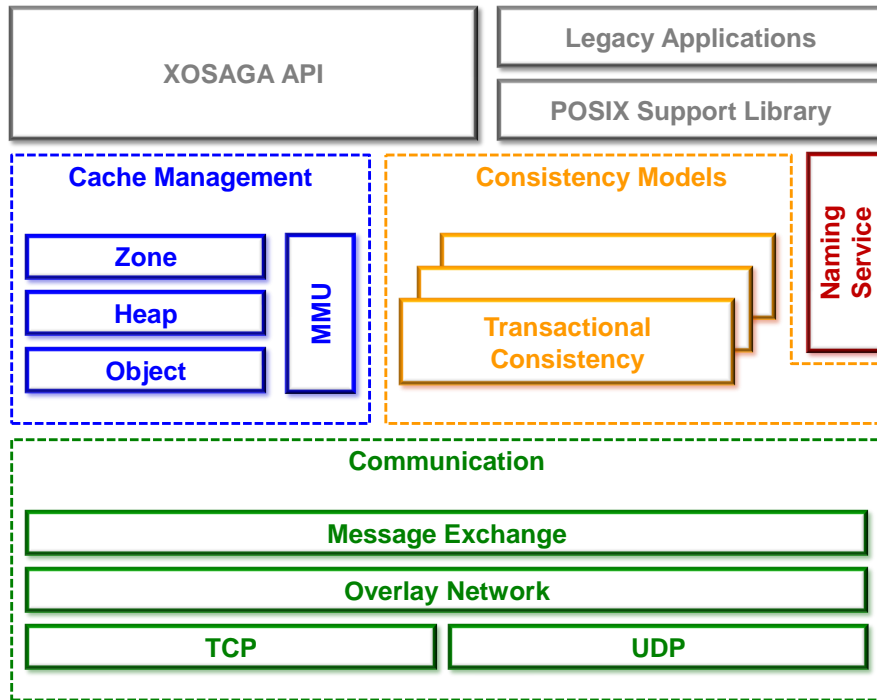 XOSAGA API
Legacy Applications
POSIX Support Library
Cache Management
Zone
Heap
Object
MMU
Consistency Models
Transactional
Consistency
Naming
Service
Communication
Message Exchange
Overlay Network
TCP
UDP